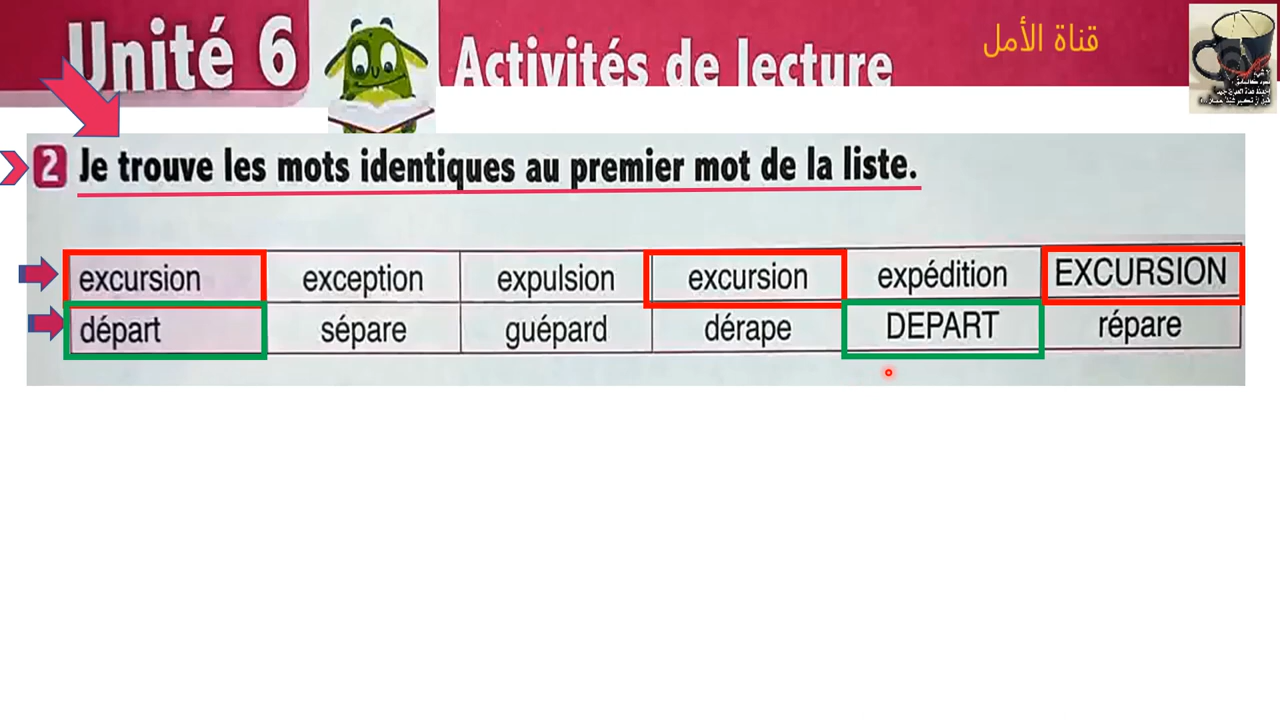 Unité 6
Activités de lecture
قناة الأمل
2 Je trouve les mots identiques au premier mot de la liste.
excursion exception expulsion excursion expédition EXCURSION
départ sépare guépard dérape DEPART répare